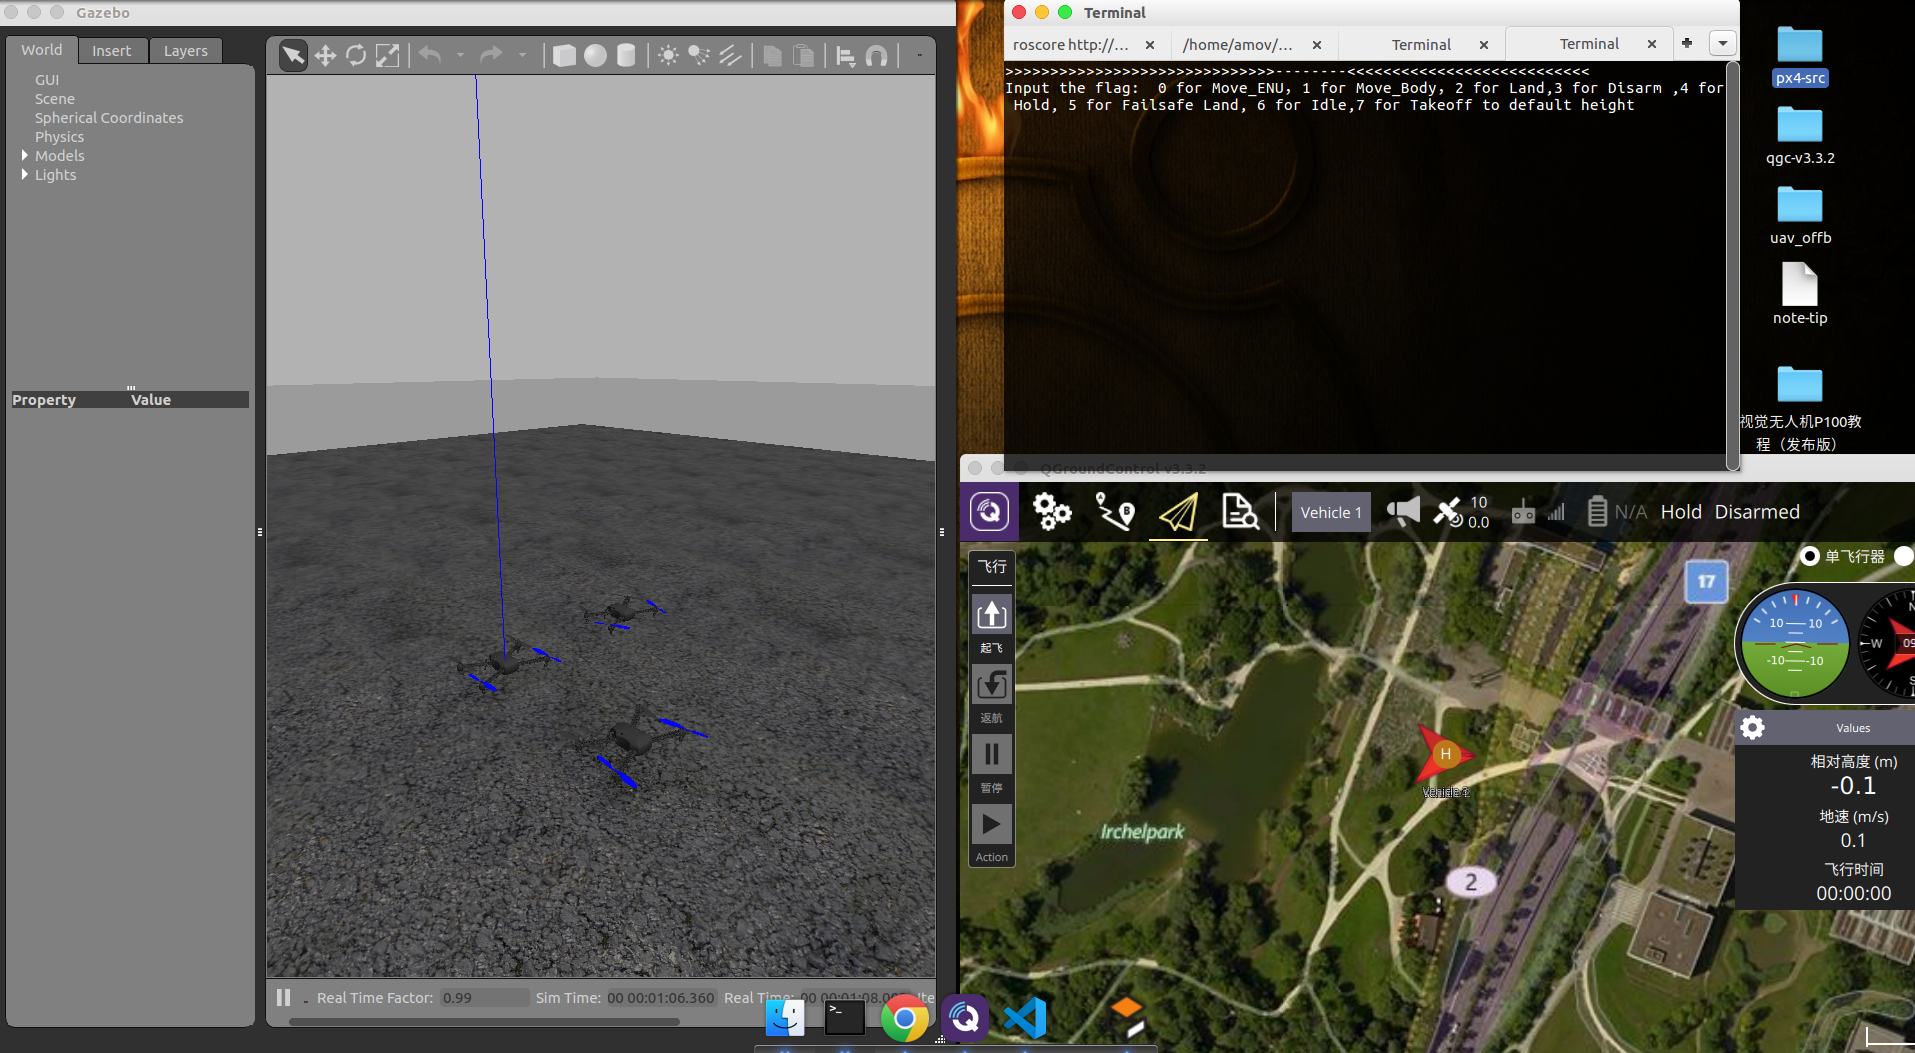 Gazebo
World Insert Layers
GUI
Scene
Spherical Coordinates
Physics
Models
Lights
Property Value
Real Time Factor: 0.99 Sim Time: 00 00:01:06.360 Real Time: 00 00:01:08.00
Terminal
roscore http://... /home/amov/... Terminal Terminal
>>>>>>>>>>>>>>>>>>>>>>>>>>>>>>--------<<<<<<<<<<<<<<<<<<<<<<<<<<<
Input the flag:  0 for Move_ENU, 1 for Move_Body, 2 for Land,3 for Disarm ,4 for
Hold, 5 for Failsafe Land, 6 for Idle,7 for Takeoff to default height
px4-src
qgc-v3.3.2
uav_offb
note-tip
视觉无人机P100教
程（发布版）
QGroundControl v3.3.2
Vehicle 1 10 0.0 N/A Hold Disarmed
B
飞行
起飞
返航
暂停
Action
单飞行器
17
10 10
-10 -10
N
W 09
S
Values
相对高度 (m)
-0.1
地速 (m/s)
0.1
飞行时间
00:00:00
H
Irchelpark
2